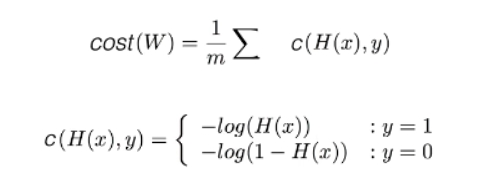 cost(W) = 1/m ∑ c(H(x), y)
c(H(x), y) = { -log(H(x)) : y = 1
-log(1 - H(x)) : y = 0